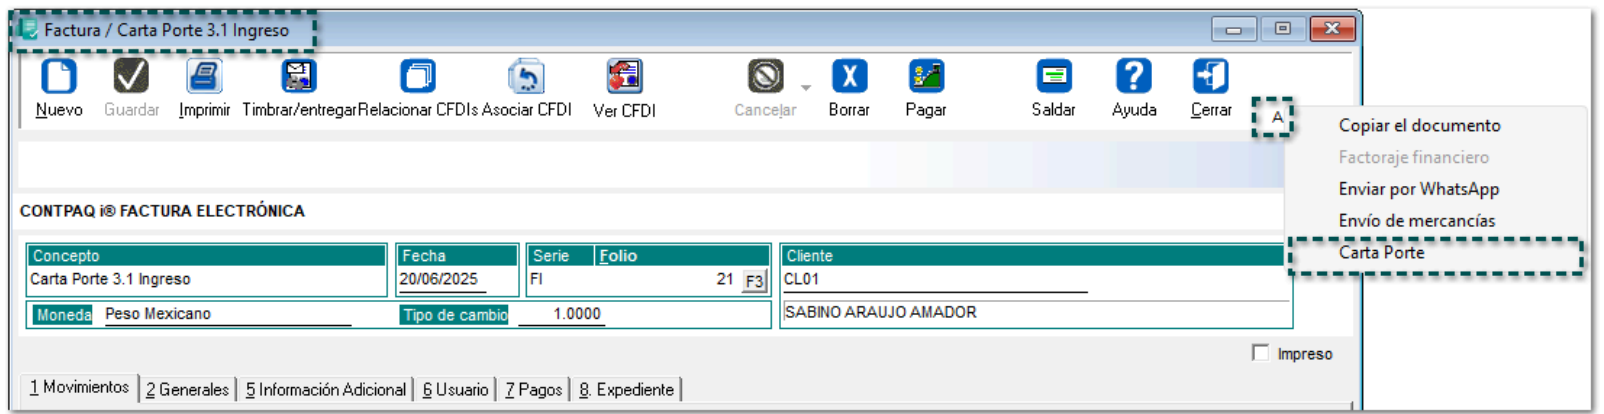 Factura / Carta Porte 3.1 Ingreso
Nuevo Guardar Imprimir Timbrar/entregar Relacionar CFDIs Asociar CFDI Ver CFDI Cancelar Borrar Pagar Saldar Ayuda Cerrar A
Copiar el documento
Factoraje financiero
Enviar por WhatsApp
Envío de mercancías
Carta Porte
CONTPAQ i® FACTURA ELECTRÓNICA
Concepto Fecha Serie Folio Cliente
Carta Porte 3.1 Ingreso 20/06/2025 FI 21 F3 CL01
Moneda Peso Mexicano Tipo de cambio 1.0000 SABINO ARAUJO AMADOR
Impreso
1 Movimientos 2 Generales 5 Información Adicional 6 Usuario 7 Pagos 8. Expediente